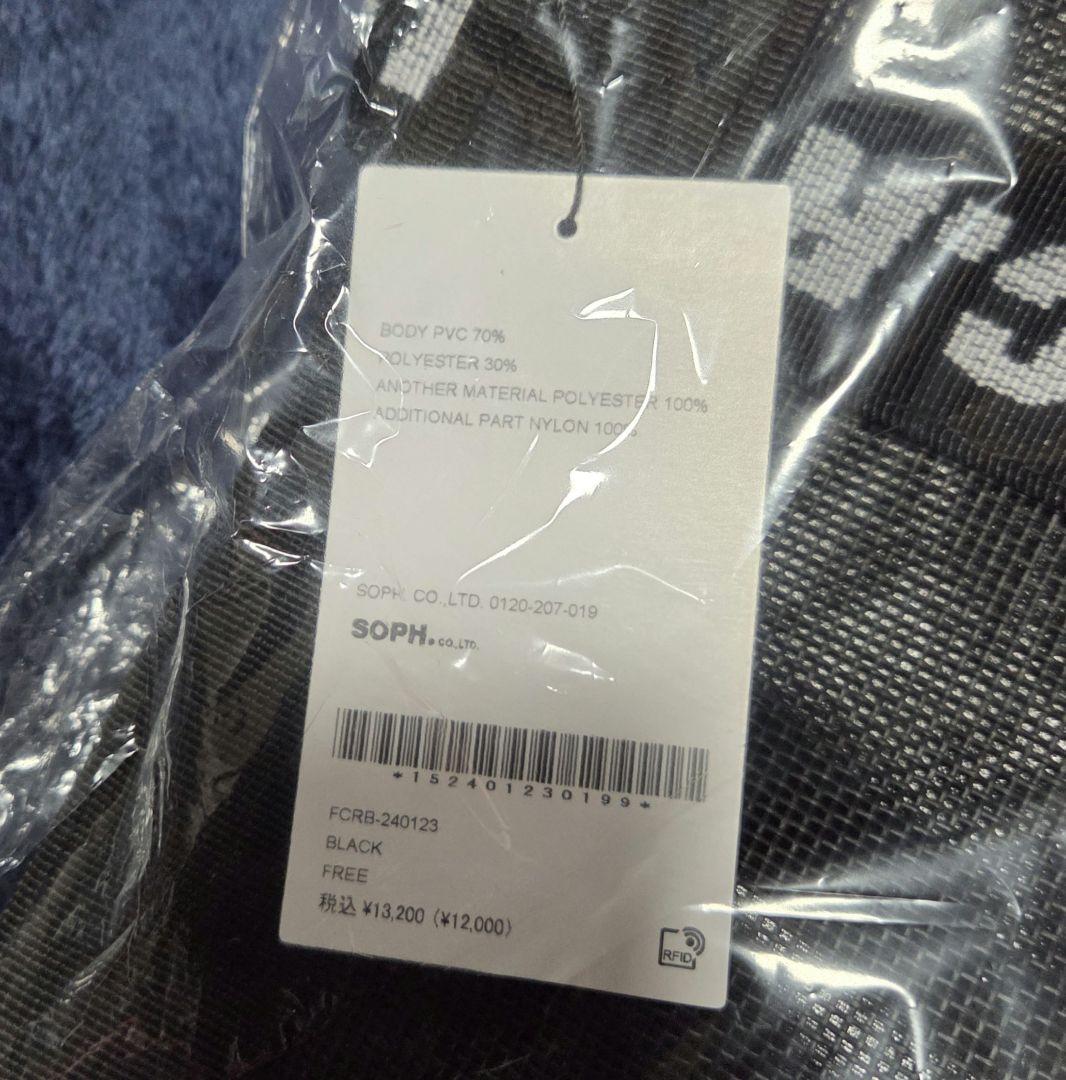 BODY PVC 70%
POLYESTER 30%
ANOTHER MATERIAL POLYESTER 100%
ADDITIONAL PART NYLON 100%
SOPH. CO.,LTD. 0120-207-019
SOPH. CO.,LTD.
*152401230199*
FCRB-240123
BLACK
FREE
税込 ¥13,200 (¥12,000)
RFID